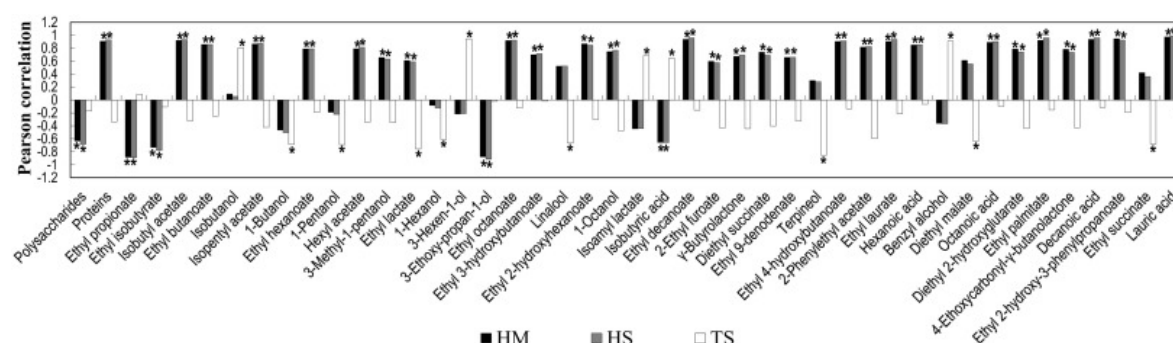 Pearson correlation
1.2
1
0.8
0.6
0.4
0.2
0
-0.2
-0.4
-0.6
-0.8
-1
-1.2
Polysaccharides
Proteins
Ethyl propionate
Ethyl isobutyrate
Isobutyl acetate
Ethyl butanoate
Isobutanol
Isopentyl acetate
1-Butanol
Ethyl hexanoate
1-Pentanol
Hexyl acetate
3-Methyl-1-pentanol
Ethyl lactate
1-Hexanol
3-Hexen-1-ol
3-Ethoxy-propan-1-ol
Ethyl octanoate
Ethyl 3-hydroxybutanoate
Linalool
Ethyl 2-hydroxyhexanoate
1-Octanol
Isoamyl lactate
Isobutyric acid
Ethyl decanoate
2-Ethyl furoate
γ-Butyrolactone
Diethyl succinate
Ethyl 9-decenoate
Terpineol
Ethyl 4-hydroxybutanoate
2-Phenylethyl acetate
Ethyl laurate
Hexanoic acid
Benzyl alcohol
Diethyl malate
Octanoic acid
Diethyl 2-hydroxyglutarate
Ethyl palmitate
4-Ethoxycarbonyl-γ-butanolactone
Decanoic acid
Ethyl 2-hydroxy-3-phenylpropanoate
Ethyl succinate
Lauric acid
HM HS TS